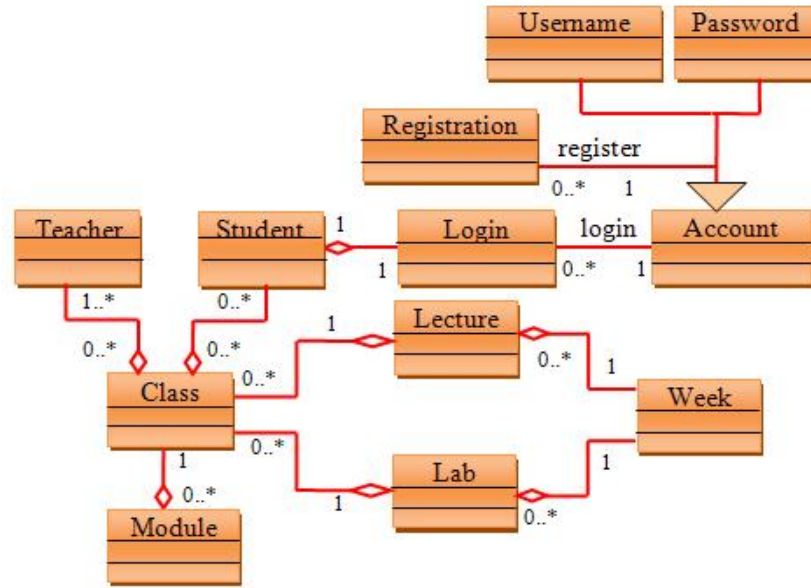 Username
Password
Registration
register
0..*
1
Teacher
Student
1
1
Login
login
0..*
1
Account
1..*
0..*
0..*
0..*
1
0..*
Lecture
0..*
1
Class
Week
0..*
1
Lab
0..*
1
1
0..*
Module